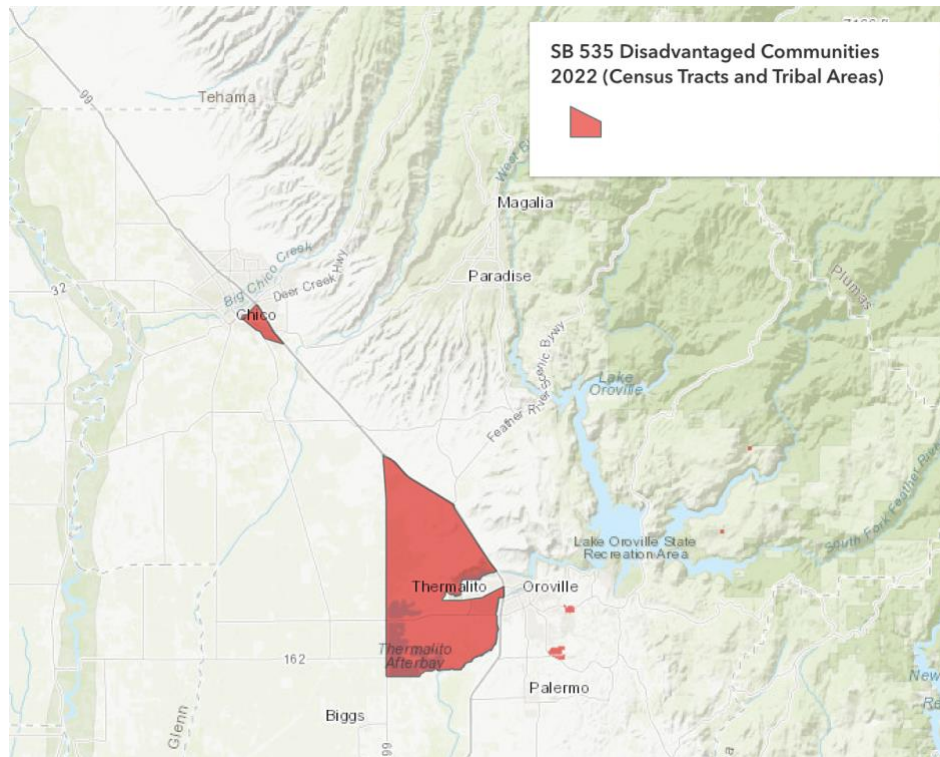 SB 535 Disadvantaged Communities
2022 (Census Tracts and Tribal Areas)
99
Tehama
Magalia
Big Chico Creek
Deer Creek Hwy
Paradise
Plumas
32
Chico
Lake
Oroville
Feather River Scenic Bywy
South Fork Feather River
Lake Oroville State
Recreation Area
Thermalito
Oroville
Thermalito
Afterbay
162
Palermo
Biggs
Glenn
99